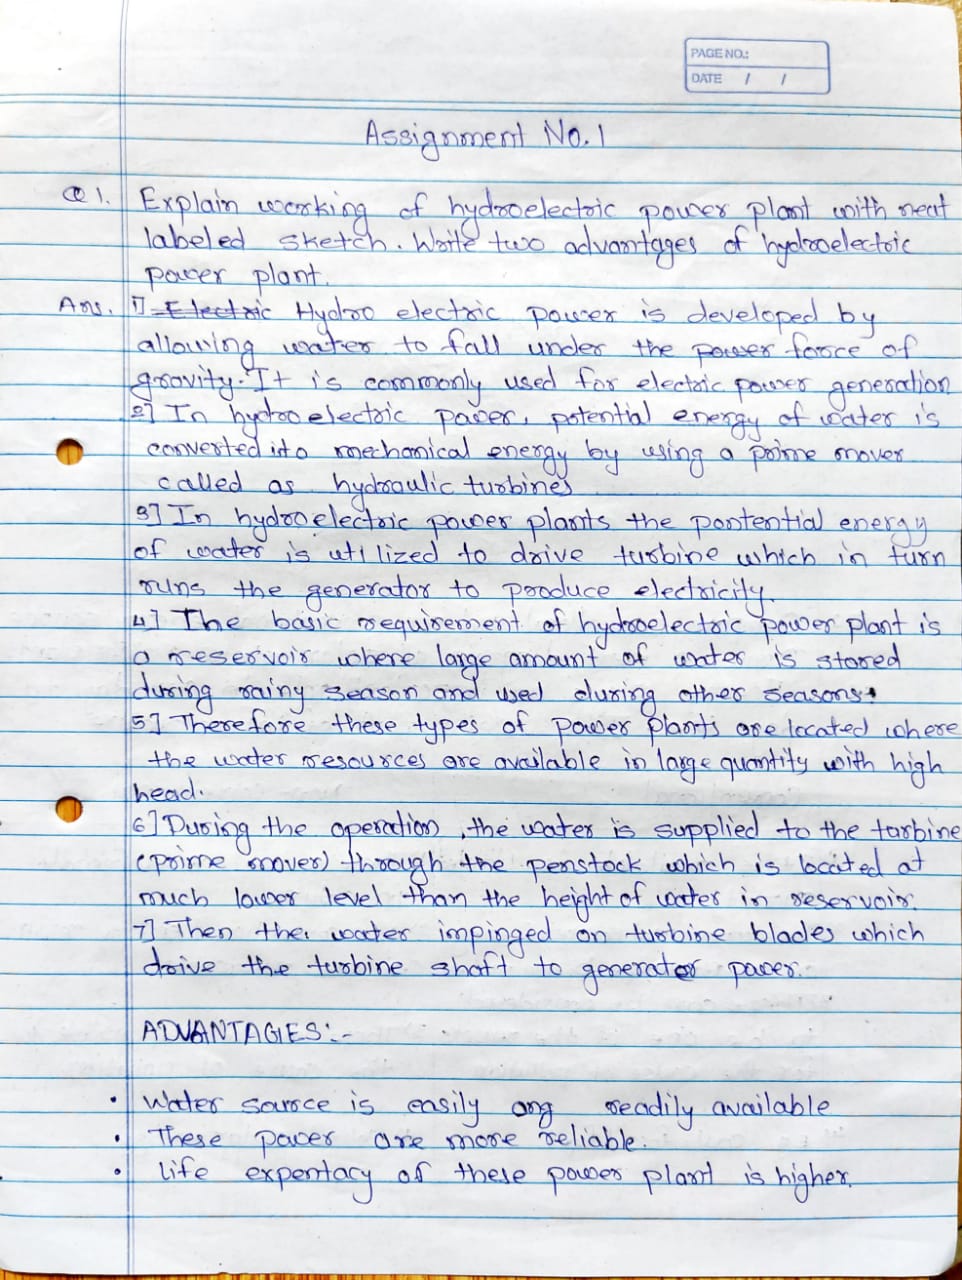 PAGE NO.:
DATE / /
Assignment No. 1
Q 1. Explain working of hydroelectric power plant with neat
labeled sketch. Write two advantages of hydroelectric
power plant.
Ans. 1] Electric Hydro electric power is developed by
allowing water to fall under the power force of
gravity. It is commonly used for electric power generation
2] In hydro electric power, potential energy of water is
converted into mechanical energy by using a prime mover
called as hydraulic turbines
3] In hydro electric power plants the pontential energy
of water is utilized to drive turbine which in turn
runs the generator to produce electricity.
4] The basic requirement of hydroelectric power plant is
a reservoir where large amount of water is stored
during rainy season and used during other seasons.
5] Therefore these types of power plants are located where
the water resources are available in large quantity with high
head.
6] During the operation, the water is supplied to the turbine
(prime mover) through the penstock which is located at
much lower level than the height of water in reservoir.
7] Then the water impinged on turbine blades which
drive the turbine shaft to generator power.
ADVANTAGES:-
• Water source is easily ang readily available
• These power are more reliable.
• life expentacy of these power plant is higher.